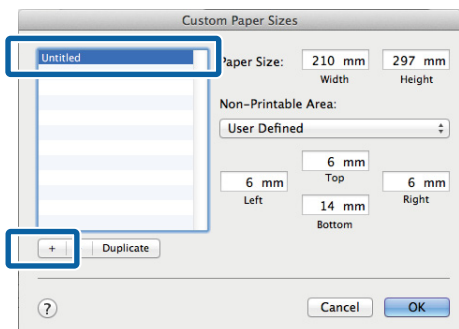 Custom Paper Sizes
Untitled
Paper Size:
210 mm
297 mm
Width
Height
Non-Printable Area:
User Defined
6 mm
Top
6 mm
6 mm
Left
Right
14 mm
Bottom
+
Duplicate
?
Cancel
OK